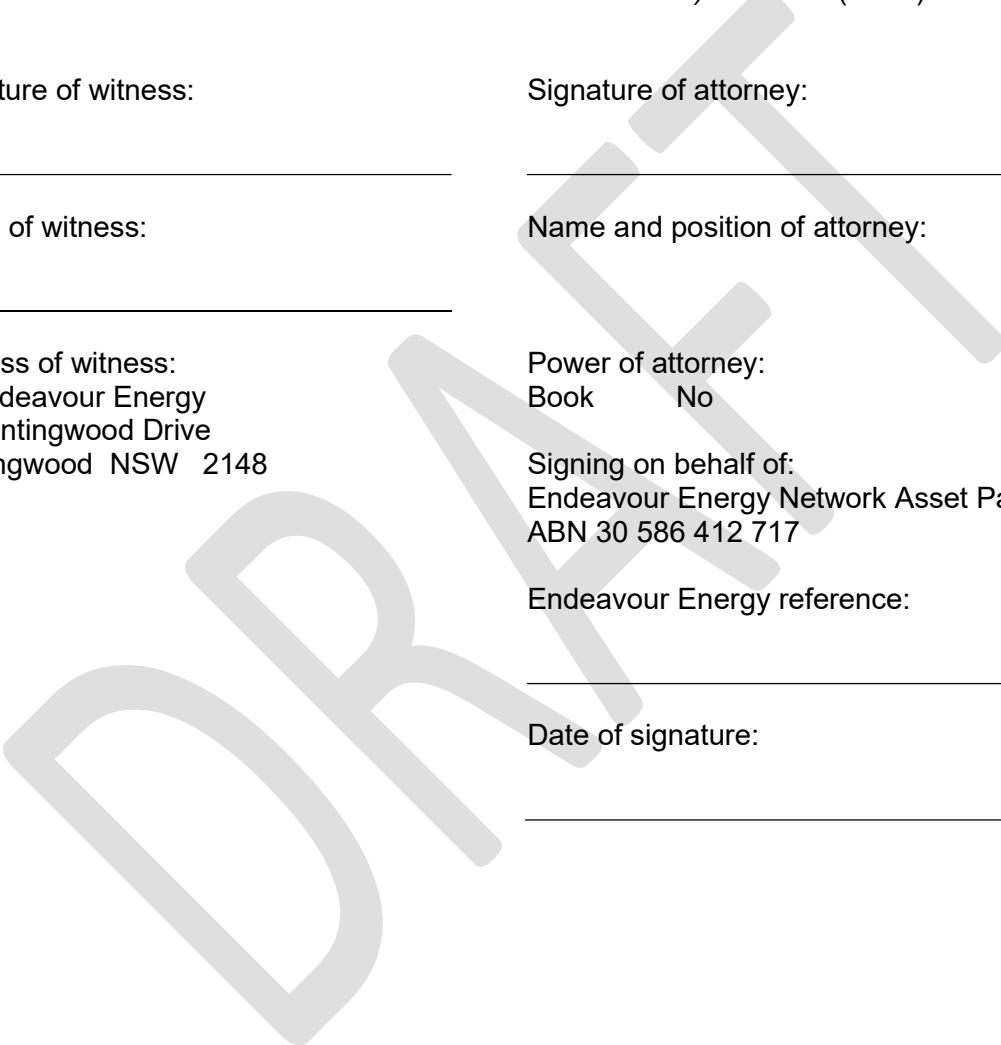 ture of witness:
of witness:
ss of witness:
deavour Energy
ntingwood Drive
ngwood NSW 2148
Signature of attorney:
Name and position of attorney:
Power of attorney:
Book No
Signing on behalf of:
Endeavour Energy Network Asset Pa
ABN 30 586 412 717
Endeavour Energy reference:
Date of signature:
DRAFT